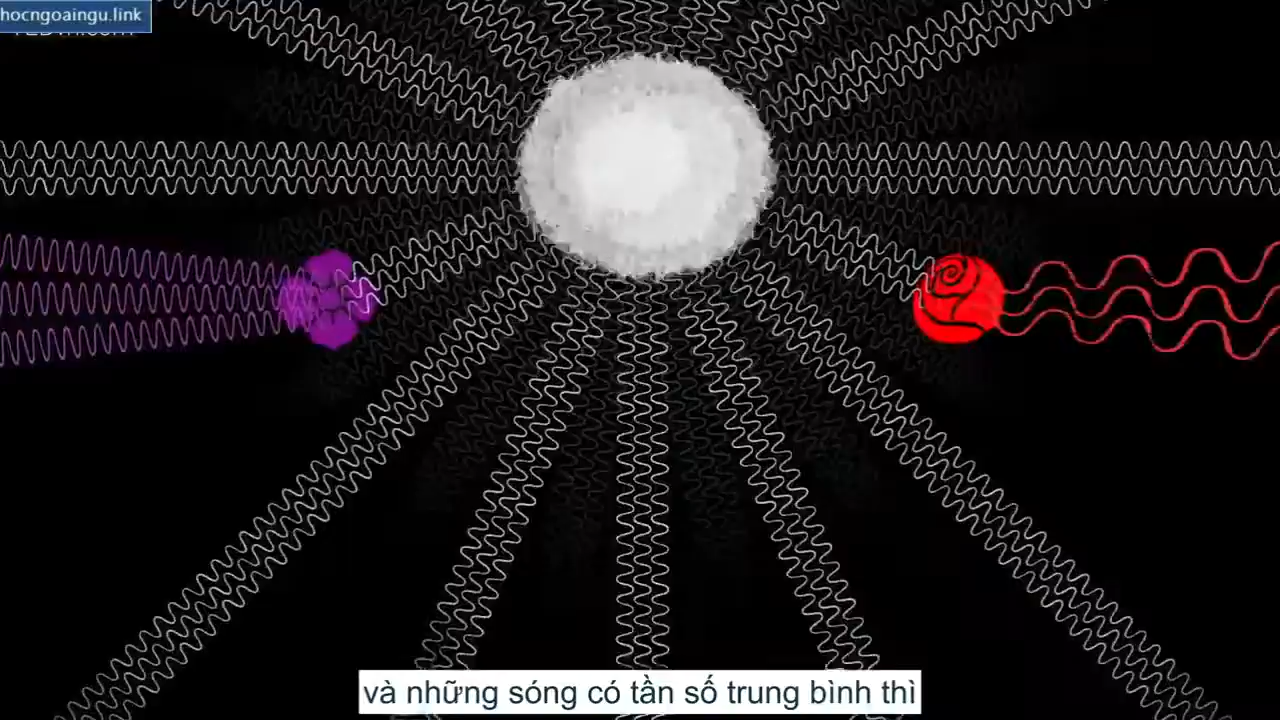 hocngoaingu.link
và những sóng có tần số trung bình thì